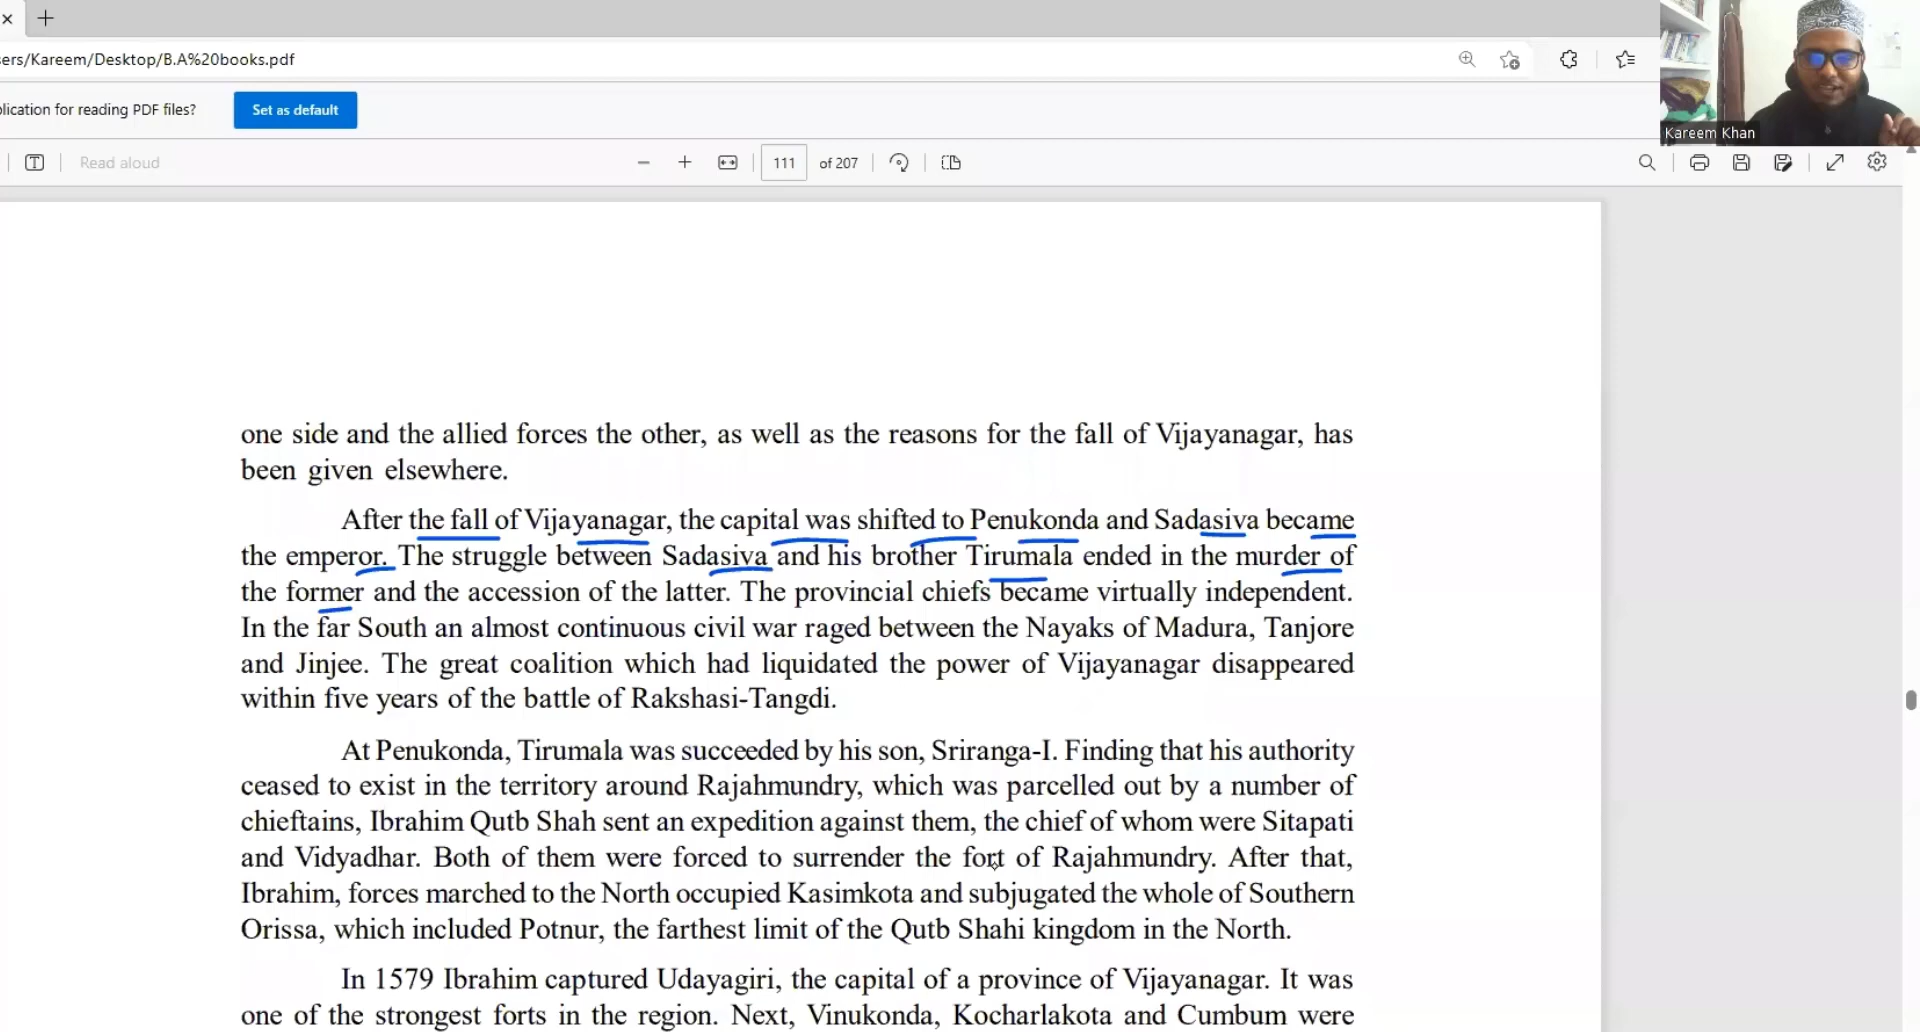 sers/Kareem/Desktop/B.A%20books.pdf
plication for reading PDF files? Set as default
Read aloud 111 of 207
Kareem Khan
one side and the allied forces the other, as well as the reasons for the fall of Vijayanagar, has
been given elsewhere.
After the fall of Vijayanagar, the capital was shifted to Penukonda and Sadasiva became
the emperor. The struggle between Sadasiva and his brother Tirumala ended in the murder of
the former and the accession of the latter. The provincial chiefs became virtually independent.
In the far South an almost continuous civil war raged between the Nayaks of Madura, Tanjore
and Jinjee. The great coalition which had liquidated the power of Vijayanagar disappeared
within five years of the battle of Rakshasi-Tangdi.
At Penukonda, Tirumala was succeeded by his son, Sriranga-I. Finding that his authority
ceased to exist in the territory around Rajahmundry, which was parcelled out by a number of
chieftains, Ibrahim Qutb Shah sent an expedition against them, the chief of whom were Sitapati
and Vidyadhar. Both of them were forced to surrender the fort of Rajahmundry. After that,
Ibrahim, forces marched to the North occupied Kasimkota and subjugated the whole of Southern
Orissa, which included Potnur, the farthest limit of the Qutb Shahi kingdom in the North.
In 1579 Ibrahim captured Udayagiri, the capital of a province of Vijayanagar. It was
one of the strongest forts in the region. Next, Vinukonda, Kocharlakota and Cumbum were